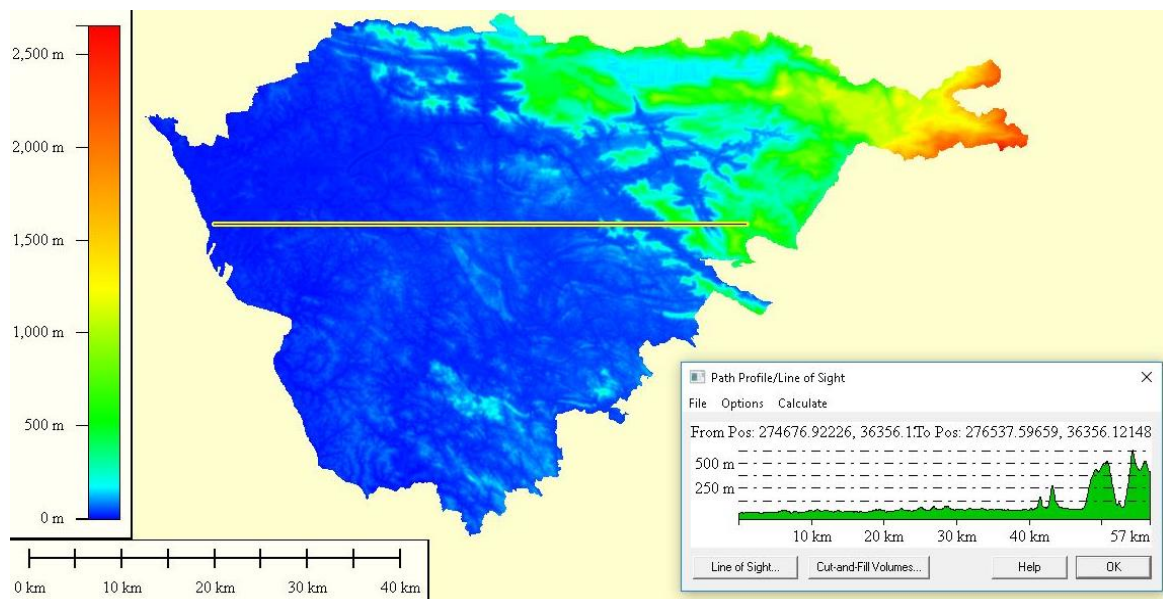 2,500 m
2,000 m
1,500 m
1,000 m
500 m
0 m
0 km 10 km 20 km 30 km 40 km
Path Profile/Line of Sight
File Options Calculate
From Pos: 274676.92226, 36356.1 To Pos: 276537.59659, 36356.12148
500 m
250 m
10 km 20 km 30 km 40 km 57 km
Line of Sight... Cut-and-Fill Volumes... Help OK